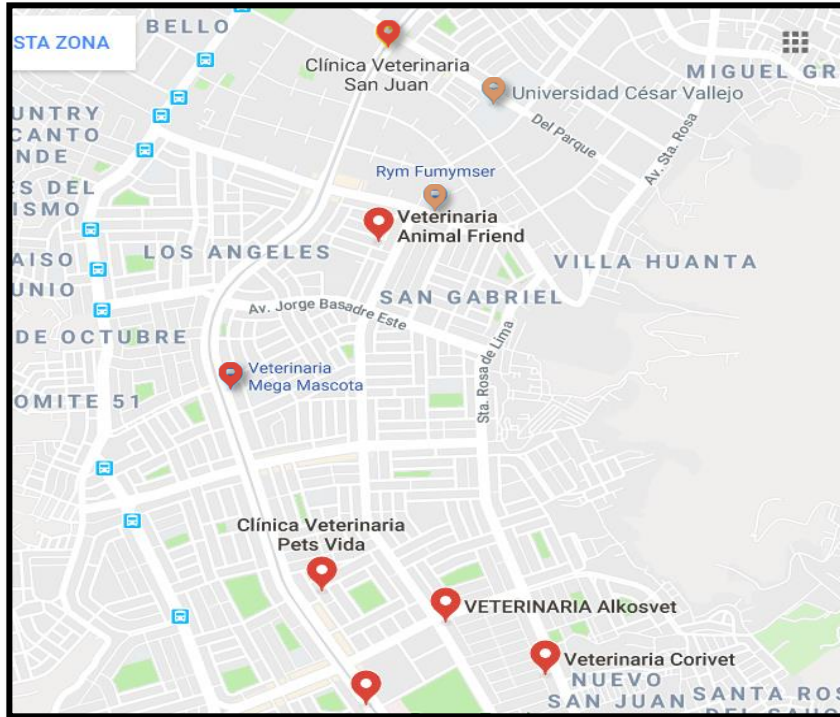 BELLO
STA ZONA
Clínica Veterinaria
San Juan
MIGUEL GR
Universidad César Vallejo
UNTRY
CANTO
NDE
Del Parque
Av. Sta. Rosa
Rym Fumymser
ES DEL
ISMO
Veterinaria
Animal Friend
LOS ANGELES
AISO
UNIO
VILLA HUANTA
SAN GABRIEL
Av. Jorge Basadre Este
DE OCTUBRE
Sta. Rosa de Lima
Veterinaria
Mega Mascota
OMITE 51
Clínica Veterinaria
Pets Vida
VETERINARIA Alkosvet
Veterinaria Corivet
NUEVO
SAN JUAN
SANTA ROS